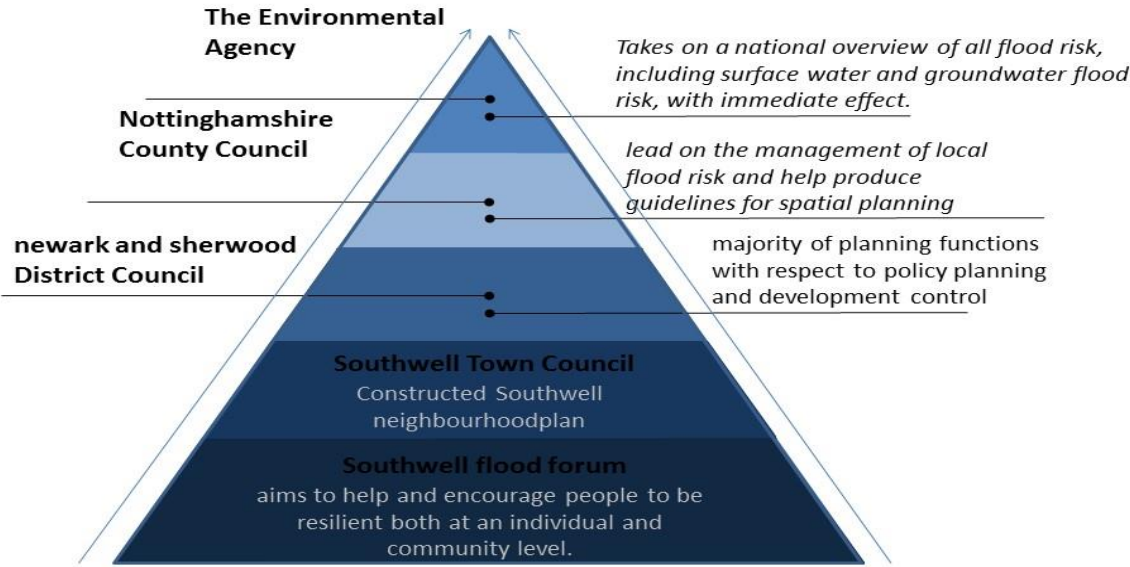 The Environmental
Agency
Takes on a national overview of all flood risk,
including surface water and groundwater flood
risk, with immediate effect.
Nottinghamshire
County Council
lead on the management of local
flood risk and help produce
guidelines for spatial planning
newark and sherwood
District Council
majority of planning functions
with respect to policy planning
and development control
Southwell Town Council
Constructed Southwell
neighbourhoodplan
Southwell flood forum
aims to help and encourage people to be
resilient both at an individual and
community level.